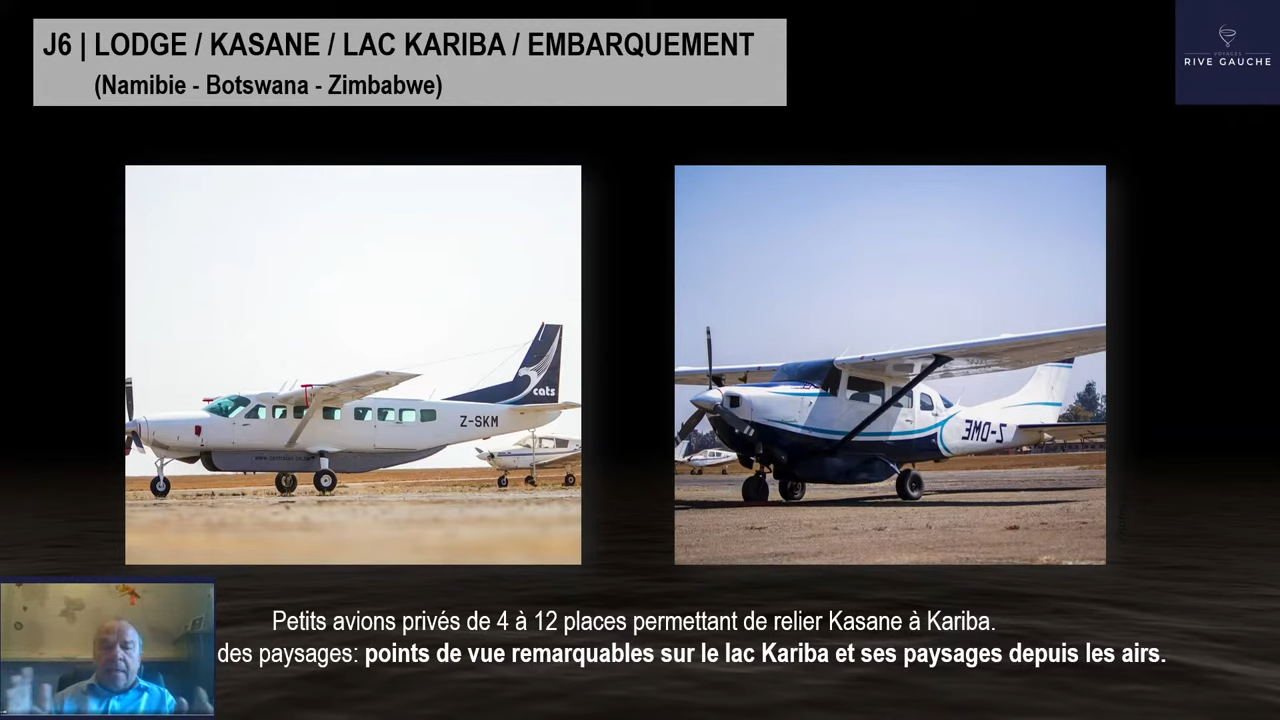 J6 | LODGE / KASANE / LAC KARIBA / EMBARQUEMENT
(Namibie - Botswana - Zimbabwe)
VOYAGES
RIVE GAUCHE
cats
Z-SKM
Z-DME
Petits avions privés de 4 à 12 places permettant de relier Kasane à Kariba.
des paysages: points de vue remarquables sur le lac Kariba et ses paysages depuis les airs.